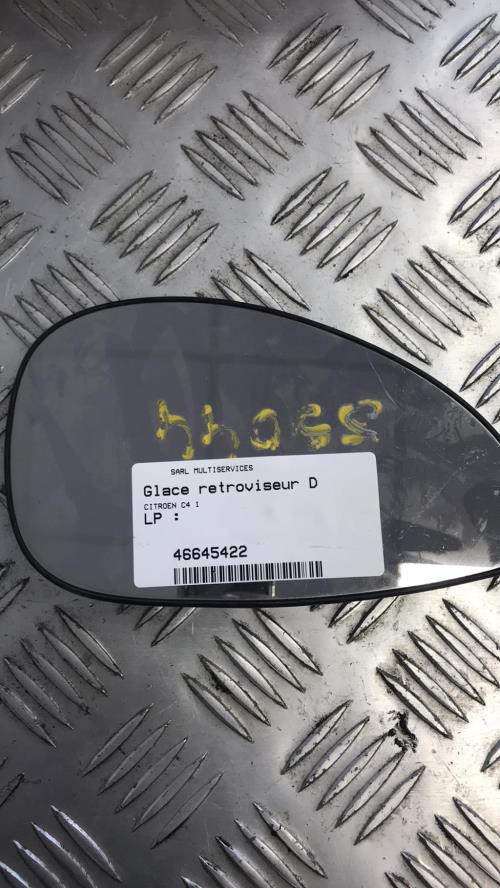 SARL MULTISERVICES
Glace retroviseur D
CITROEN C4 1
LP :
46645422